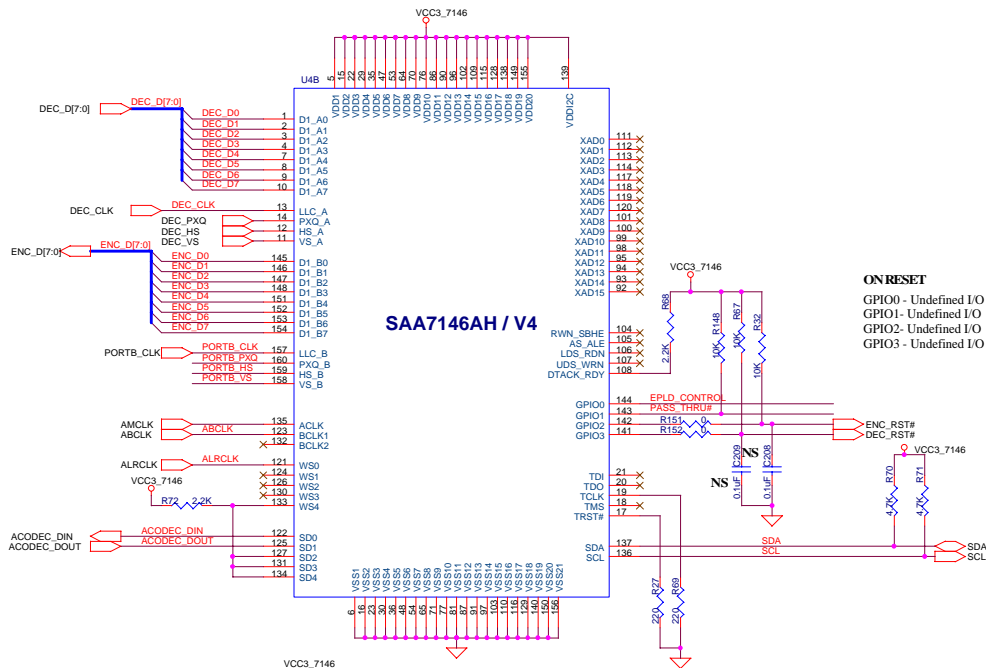 VCC3_7146
U4B
5 15 22 29 35 47 53 64 70 76 86 90 96 102 109 115 128 138 149 155 139
VDD1 VDD2 VDD3 VDD4 VDD5 VDD6 VDD7 VDD8 VDD9 VDD10 VDD11 VDD12 VDD13 VDD14 VDD15 VDD16 VDD17 VDD18 VDD19 VDD20 VDD12C
DEC_D[7:0] DEC_D[7:0]
DEC_D0 1 D1_A0
DEC_D1 2 D1_A1
DEC_D2 3 D1_A2
DEC_D3 4 D1_A3
DEC_D4 7 D1_A4
DEC_D5 8 D1_A5
DEC_D6 9 D1_A6
DEC_D7 10 D1_A7
DEC_CLK DEC_CLK 13 LLC_A
DEC_PXQ 14 PXQ_A
DEC_HS 12 HS_A
DEC_VS 11 VS_A
ENC_D[7:0] ENC_D[7:0]
ENC_D0 145 D1_B0
ENC_D1 146 D1_B1
ENC_D2 147 D1_B2
ENC_D3 148 D1_B3
ENC_D4 151 D1_B4
ENC_D5 152 D1_B5
ENC_D6 153 D1_B6
ENC_D7 154 D1_B7
PORTB_CLK PORTB_CLK 157 LLC_B
PORTB_PXQ 160 PXQ_B
PORTB_HS 159 HS_B
PORTB_VS 158 VS_B
AMCLK 135 ACLK
ABCLK ABCLK 123 BCLK1
132 BCLK2
ALRCLK ALRCLK 121 WS0
124 WS1
126 WS2
130 WS3
133 WS4
VCC3_7146
R72 2.2K
ACODEC_DIN ACODEC_DIN 122 SD0
ACODEC_DOUT ACODEC_DOUT 125 SD1
127 SD2
131 SD3
134 SD4
SAA7146AH / V4
XAD0 111
XAD1 112
XAD2 113
XAD3 114
XAD4 117
XAD5 118
XAD6 119
XAD7 120
XAD8 101
XAD9 100
XAD10 99
XAD11 98
XAD12 95
XAD13 94
XAD14 93
XAD15 92
RWN_SBHE 104
AS_ALE 105
LDS_RDN 106
UDS_WRN 107
DTACK_RDY 108
GPIO0 144 EPLD_CONTROL
GPIO1 143 PASS_THRU#
GPIO2 142 R151 0 ENC_RST#
GPIO3 141 R152 0 DEC_RST#
VCC3_7146
R68 2.2K
R148 10K
R67 10K
R32 10K
NS C209 0.1uF
NS C208 0.1uF
ON RESET
GPIO0 - Undefined I/O
GPIO1- Undefined I/O
GPIO2- Undefined I/O
GPIO3 - Undefined I/O
TDI 21
TDO 20
TCLK 19
TMS 18
TRST# 17
VCC3_7146
R70 4.7K
R71 4.7K
SDA 137 SDA SDA
SCL 136 SCL SCL
R27 220
R69 220
VSS1 VSS2 VSS3 VSS4 VSS5 VSS6 VSS7 VSS8 VSS9 VSS10 VSS11 VSS12 VSS13 VSS14 VSS15 VSS16 VSS17 VSS18 VSS19 VSS20 VSS21
6 16 23 30 36 48 54 65 71 77 81 87 91 97 103 110 116 129 140 150 156
VCC3_7146